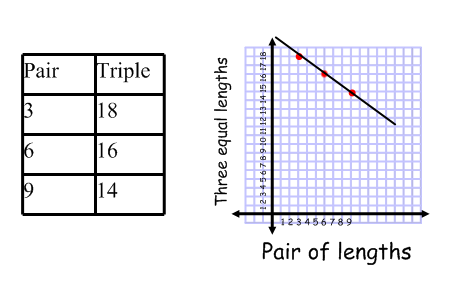 Pair Triple
3 18
6 16
9 14
Three equal lengths
1 2 3 4 5 6 7 8 9 10 11 12 13 14 15 16 17 18
1 2 3 4 5 6 7 8 9
Pair of lengths